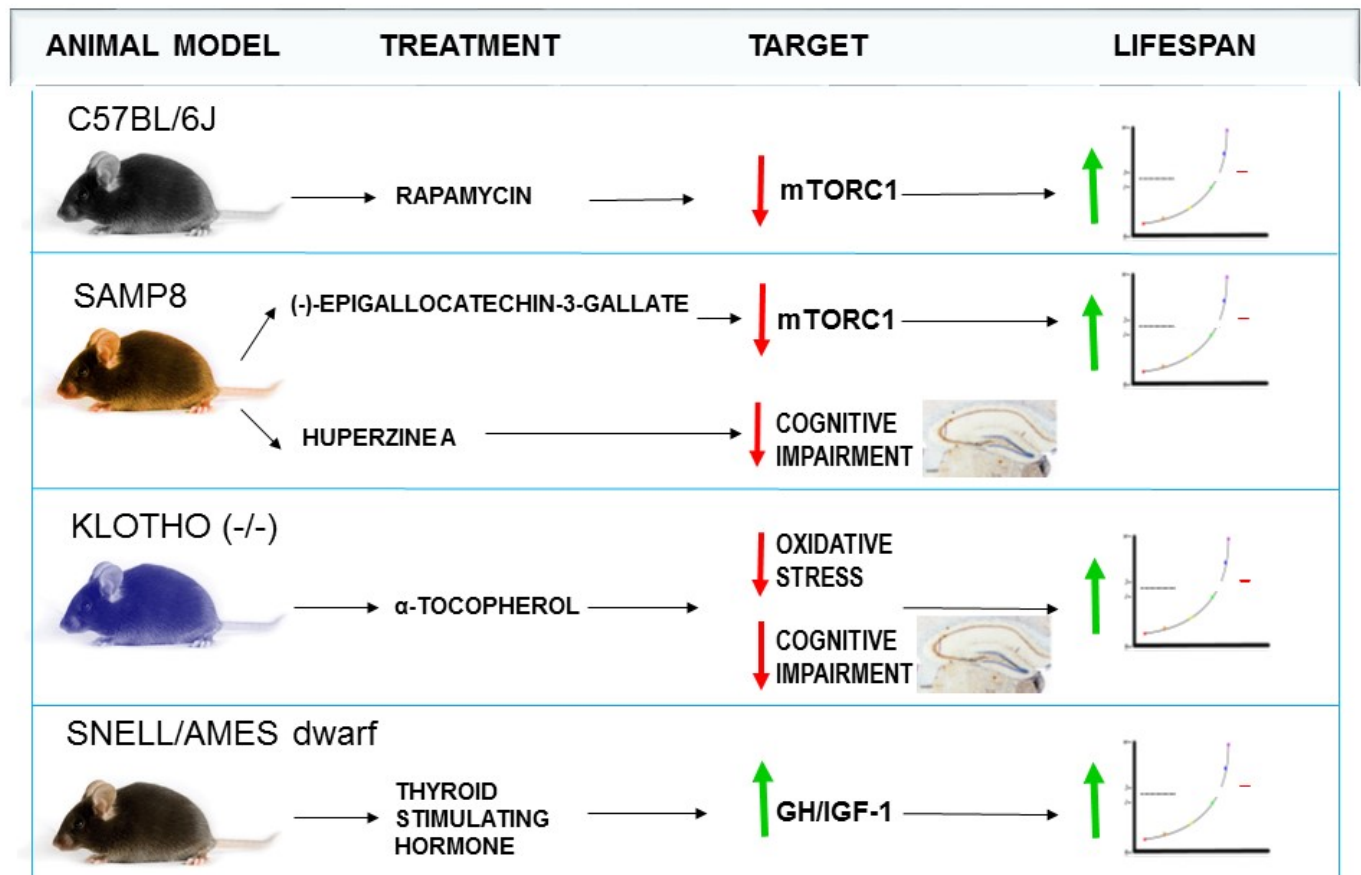 ANIMAL MODEL TREATMENT TARGET LIFESPAN
C57BL/6J
RAPAMYCIN
mTORC1
SAMP8
(-)-EPIGALLOCATECHIN-3-GALLATE
mTORC1
HUPERZINE A
COGNITIVE
IMPAIRMENT
KLOTHO (-/-)
α-TOCOPHEROL
OXIDATIVE
STRESS
COGNITIVE
IMPAIRMENT
SNELL/AMES dwarf
THYROID
STIMULATING
HORMONE
GH/IGF-1